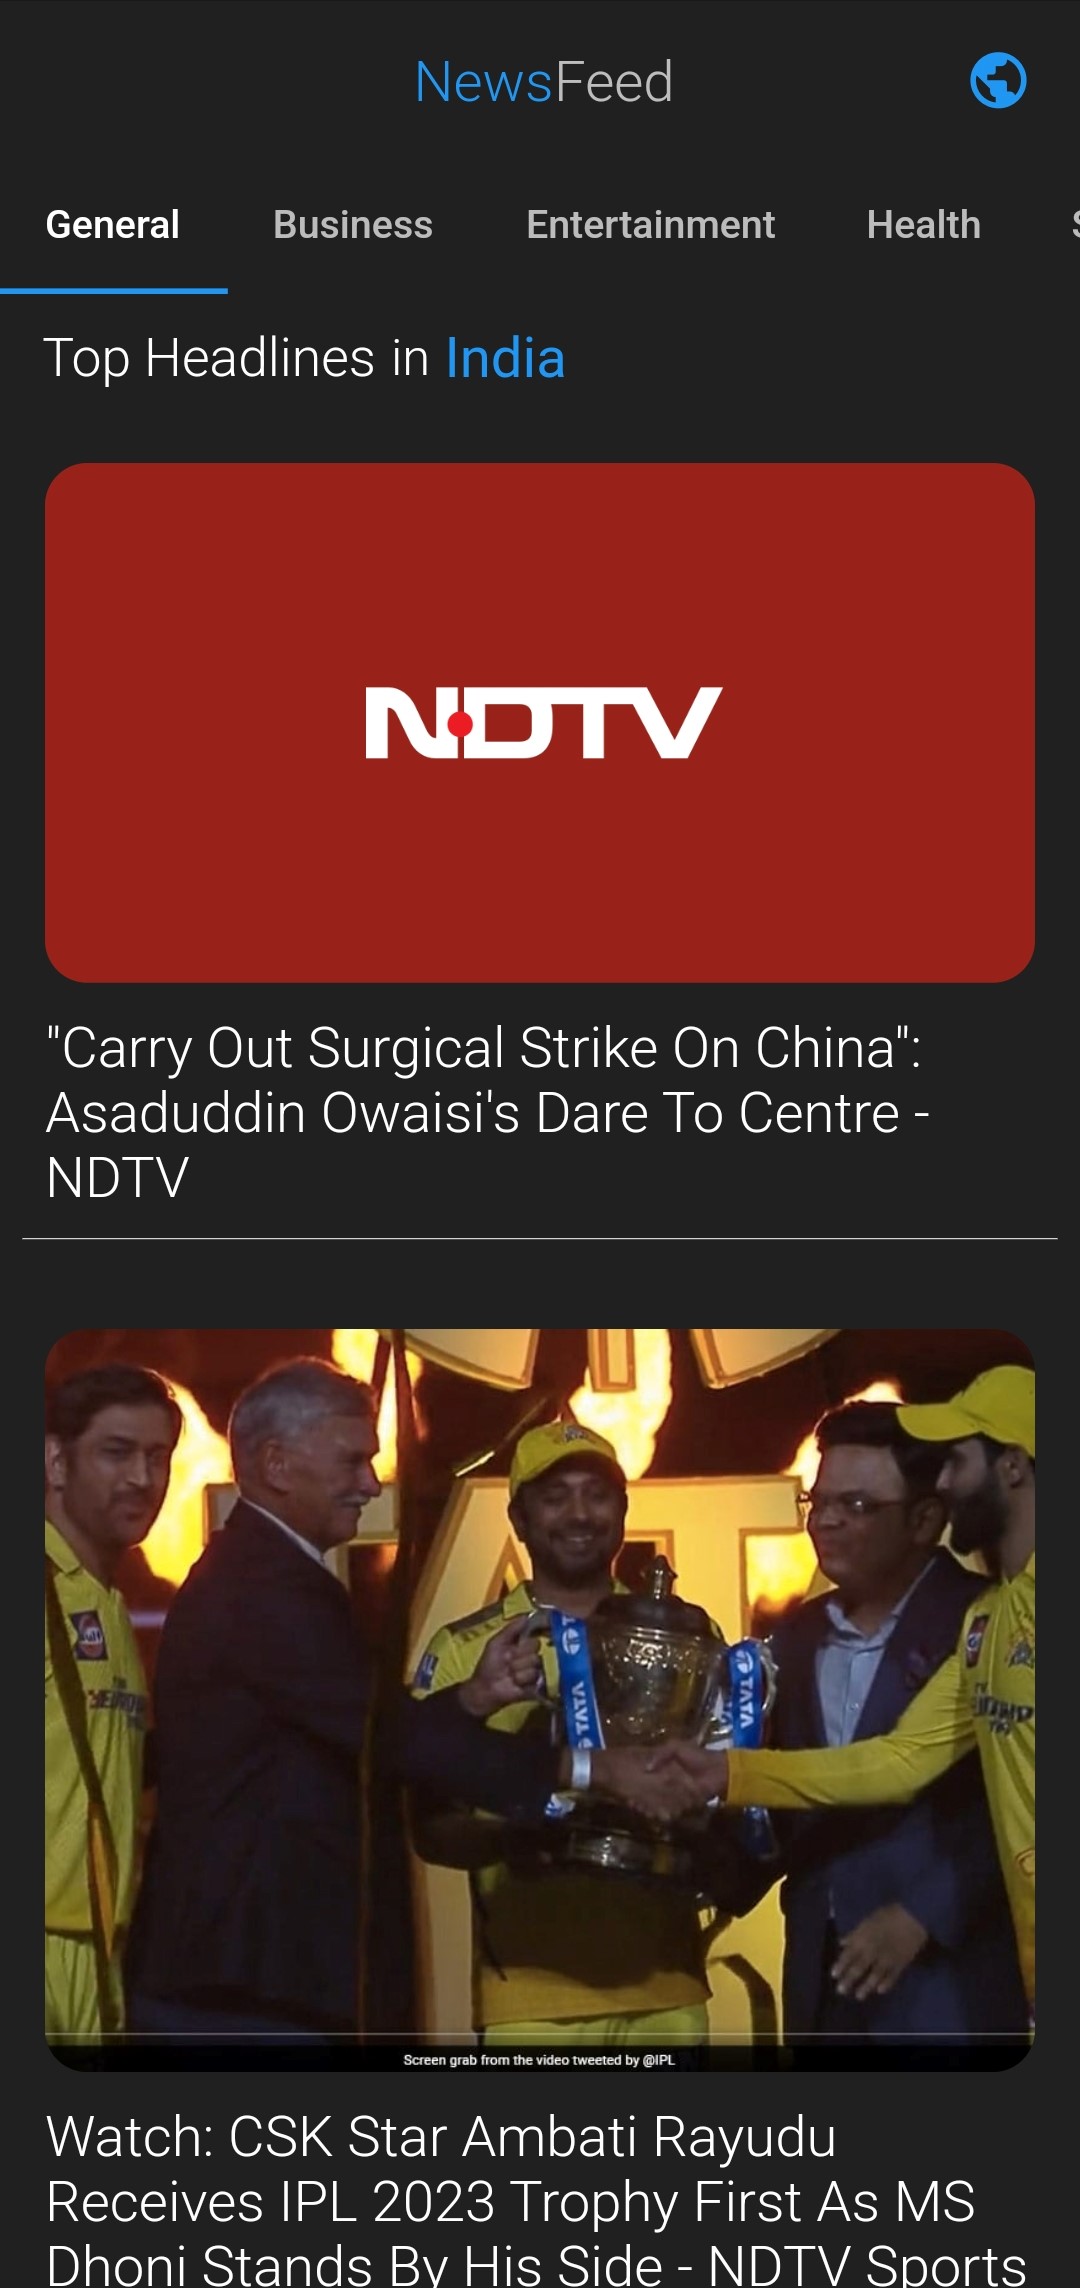 NewsFeed
General Business Entertainment Health
Top Headlines in India
NDTV
"Carry Out Surgical Strike On China":
Asaduddin Owaisi's Dare To Centre -
NDTV
TATA
TATA
Screen grab from the video tweeted by @IPL
Watch: CSK Star Ambati Rayudu
Receives IPL 2023 Trophy First As MS
Dhoni Stands By His Side - NDTV Sports